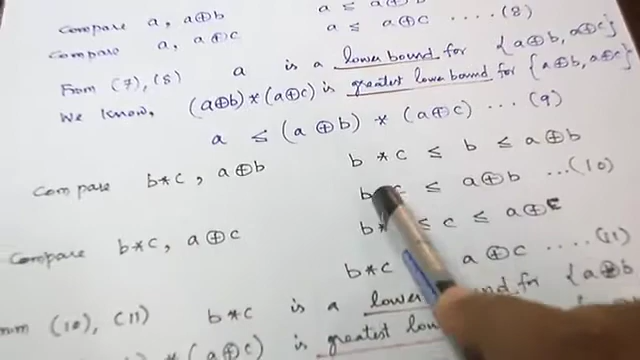 Compare a, a⊕b a ≤ a⊕b
Compare a, a⊕c a ≤ a⊕c ....(8)
From (7), (8) a is a lower bound for {a⊕b, a⊕c}
We know, (a⊕b)*(a⊕c) is greatest lower bound for {a⊕b, a⊕c}
a ≤ (a⊕b) * (a⊕c) ...(9)
Compare b*c, a⊕b b*c ≤ b ≤ a⊕b
≤ a⊕b ...(10)
Compare b*c, a⊕c ≤ c ≤ a⊕c
b*c a⊕c ....(11)
(10), (11) b*c is a lower for {a⊕b
* (a⊕c) is greatest